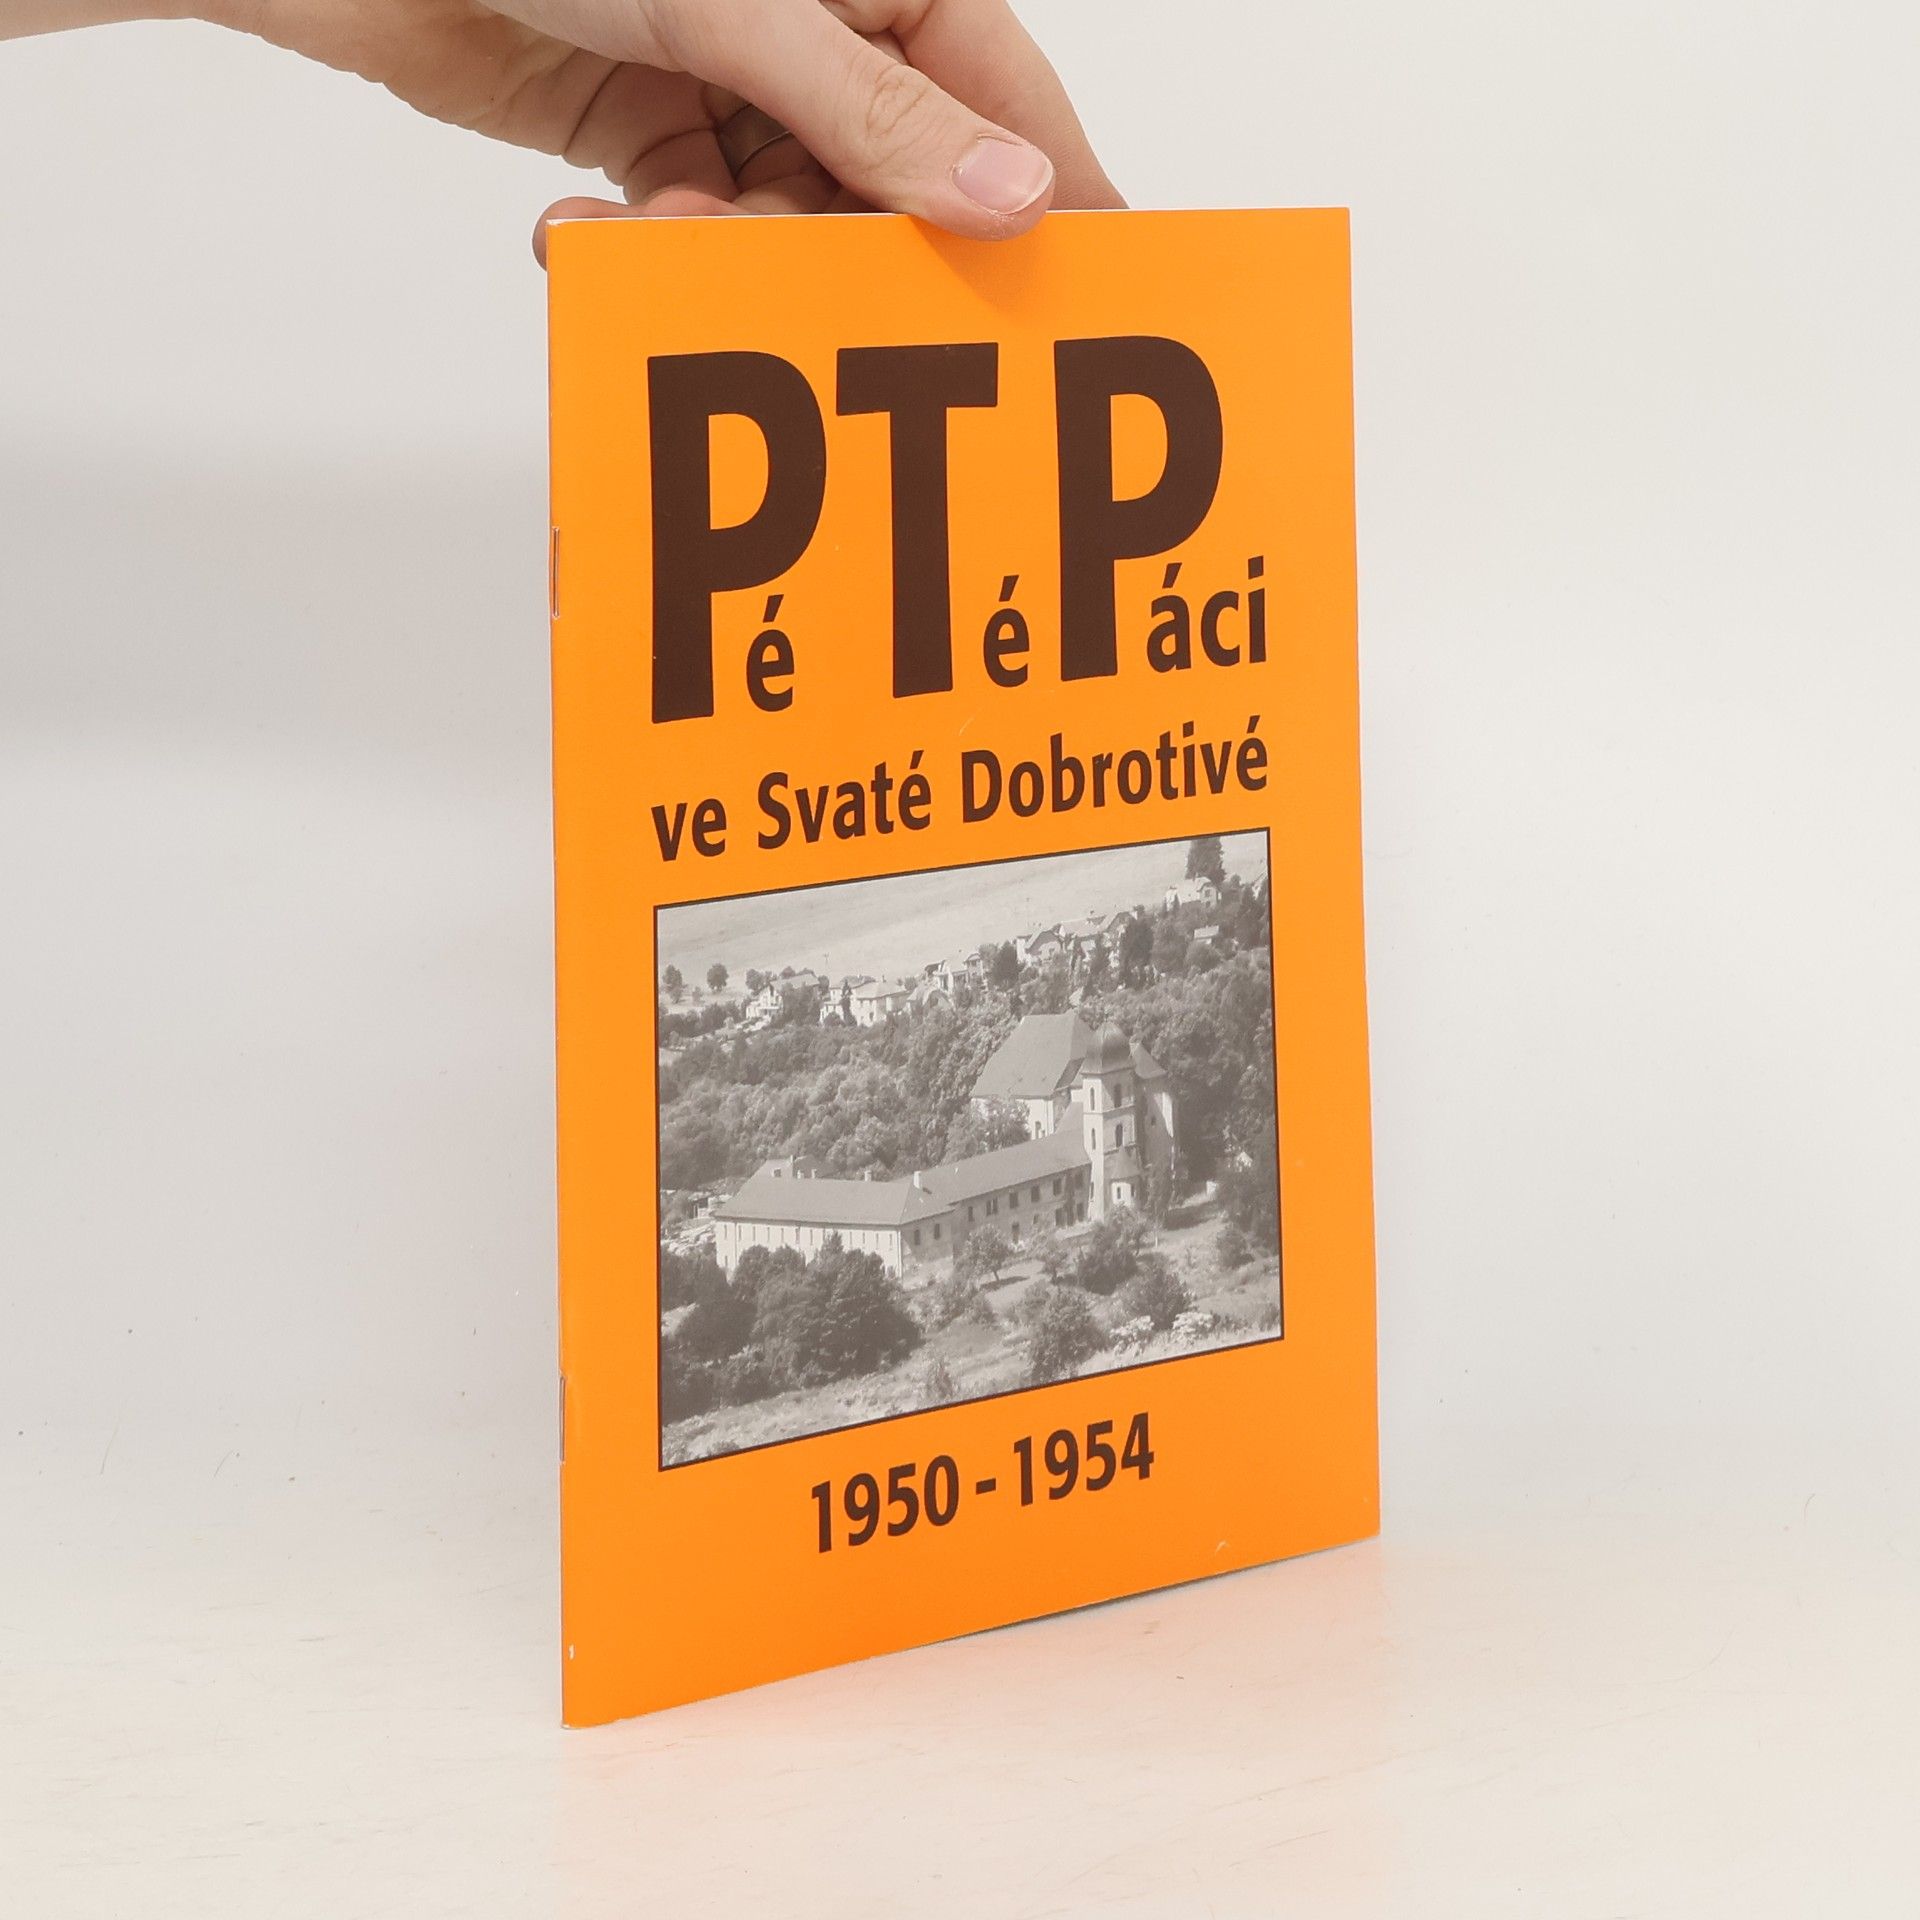 PéTéPáci
ve Svaté Dobrotivé
1950 - 1954